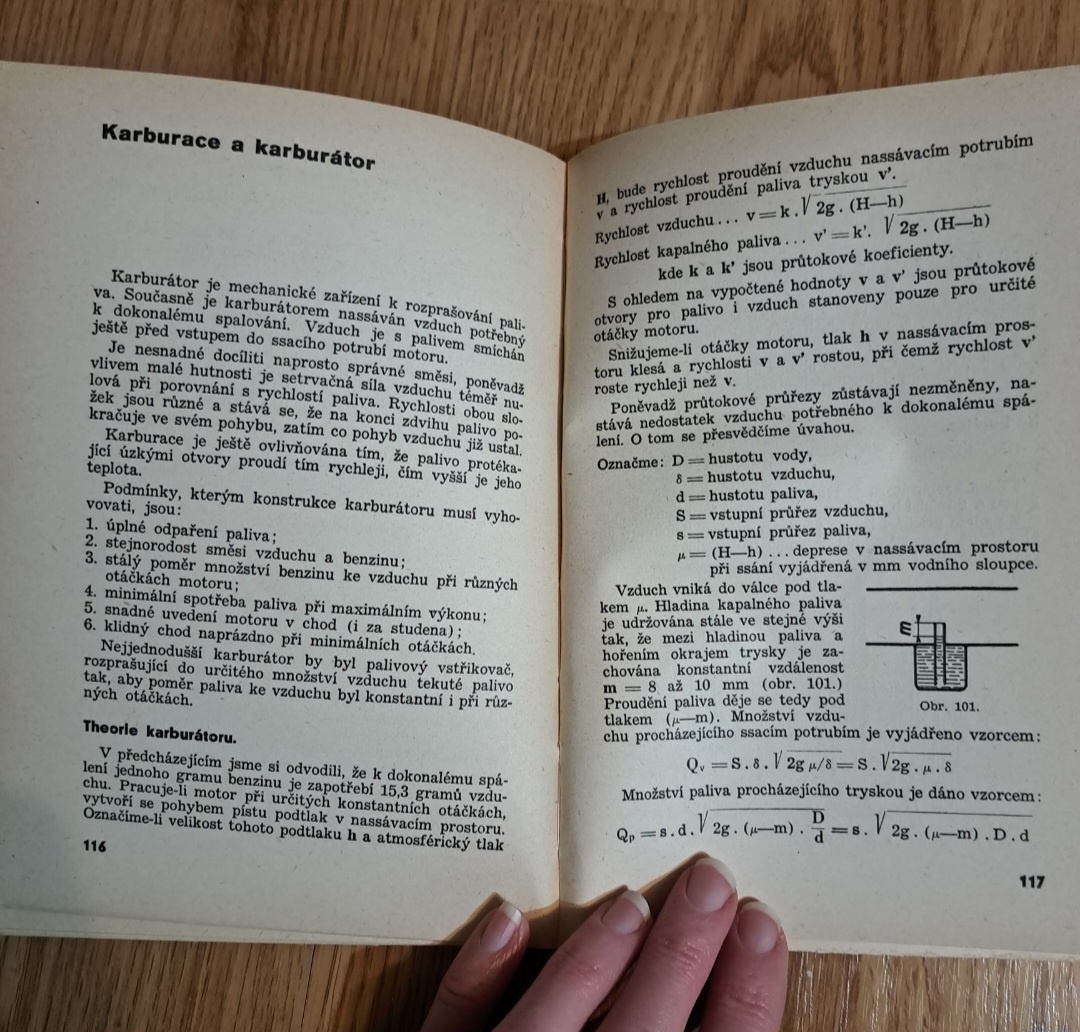 Karburace a karburátor
Karburátor je mechanické zařízení k rozprašování pali-
va. Současně je karburátorem nassáván vzduch potřebný
k dokonalému spalování. Vzduch je s palivem smíchán
ještě před vstupem do ssacího potrubí motoru.
Je nesnadné docíliti naprosto správné směsi, poněvadž
vlivem malé hutnosti je setrvačná síla vzduchu téměř nu-
lová při porovnání s rychlostí paliva. Rychlosti obou slo-
žek jsou různé a stává se, že na konci zdvihu palivo po-
kračuje ve svém pohybu, zatím co pohyb vzduchu již ustal.
Karburace je ještě ovlivňována tím, že palivo protéka-
jící úzkými otvory proudí tím rychleji, čím vyšší je jeho
teplota.
Podmínky, kterým konstrukce karburátoru musí vyho-
vovati, jsou:
1. úplné odpaření paliva;
2. stejnorodost směsi vzduchu a benzinu;
3. stálý poměr množství benzinu ke vzduchu při různých
otáčkách motoru;
4. minimální spotřeba paliva při maximálním výkonu;
5. snadné uvedení motoru v chod (i za studena);
6. klidný chod naprázdno při minimálních otáčkách.
Nejjednodušší karburátor by byl palivový vstřikovač,
rozprašující do určitého množství vzduchu tekuté palivo
tak, aby poměr paliva ke vzduchu byl konstantní i při růz-
ných otáčkách.
Theorie karburátoru.
V předcházejícím jsme si odvodili, že k dokonalému spá-
lení jednoho gramu benzinu je zapotřebí 15,3 gramů vzdu-
chu. Pracuje-li motor při určitých konstantních otáčkách,
vytvoří se pohybem pístu podtlak v nassávacím prostoru.
Označíme-li velikost tohoto podtlaku h a atmosférický tlak
116
H, bude rychlost proudění vzduchu nassávacím potrubím
v a rychlost proudění paliva tryskou v'.
Rychlost vzduchu... v = k . √2g . (H—h)
Rychlost kapalného paliva... v' = k'. √2g . (H—h)
kde k a k' jsou průtokové koeficienty.
S ohledem na vypočtené hodnoty v a v' jsou průtokové
otvory pro palivo i vzduch stanoveny pouze pro určité
otáčky motoru.
Snižujeme-li otáčky motoru, tlak h v nassávacím pros-
toru klesá a rychlosti v a v' rostou, při čemž rychlost v'
roste rychleji než v.
Poněvadž průtokové průřezy zůstávají nezměněny, na-
stává nedostatek vzduchu potřebného k dokonalému spá-
lení. O tom se přesvědčíme úvahou.
Označme: D = hustotu vody,
δ = hustotu vzduchu,
d = hustotu paliva,
S = vstupní průřez vzduchu,
s = vstupní průřez paliva,
μ = (H—h) ... deprese v nassávacím prostoru
při ssání vyjádřená v mm vodního sloupce.
Vzduch vniká do válce pod tla-
kem μ. Hladina kapalného paliva
je udržována stále ve stejné výši
tak, že mezi hladinou paliva a
hořením okrajem trysky je za-
chována konstantní vzdálenost
m = 8 až 10 mm (obr. 101.)
Proudění paliva děje se tedy pod
tlakem (μ—m). Množství vzdu-
chu procházejícího ssacím potrubím je vyjádřeno vzorcem:
m
Obr. 101.
Qv = S . δ . √2g μ/δ = S . √2g . μ . δ
Množství paliva procházejícího tryskou je dáno vzorcem:
Qp = s . d . √2g . (μ—m) . D/d = s . √2g . (μ—m) . D . d
117